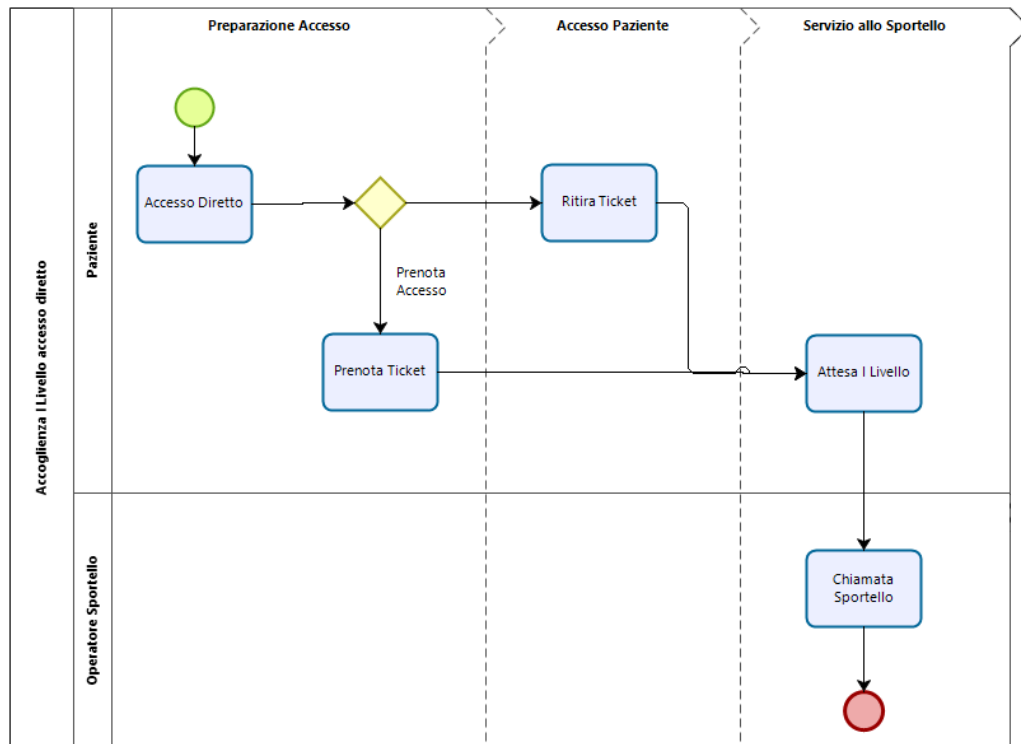 Preparazione Accesso
Accesso Paziente
Servizio allo Sportello
Accoglienza I Livello accesso diretto
Paziente
Accesso Diretto
Ritira Ticket
Prenota
Accesso
Prenota Ticket
Attesa I Livello
Operatore Sportello
Chiamata
Sportello